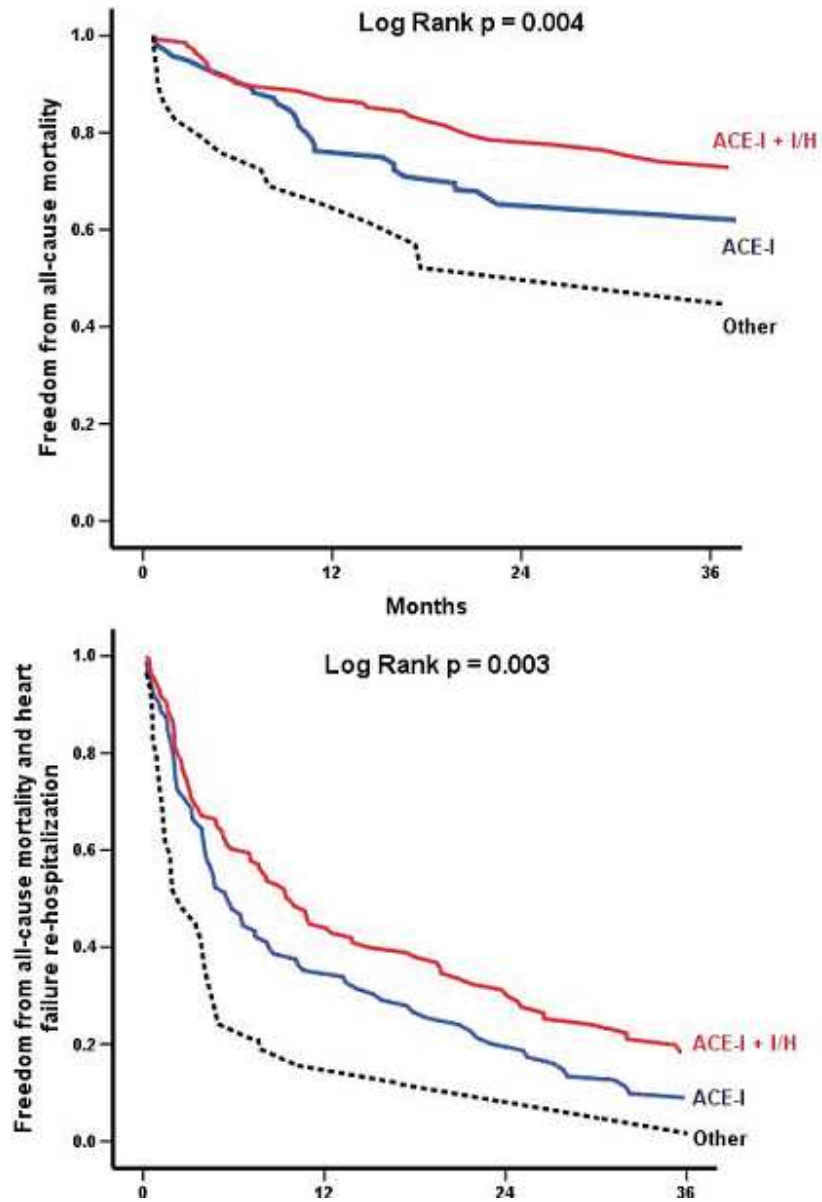 Log Rank p = 0.004
Freedom from all-cause mortality
1.0
0.8
0.6
0.4
0.2
0.0
ACE-I + I/H
ACE-I
Other
0 12 24 36
Months
Log Rank p = 0.003
Freedom from all-cause mortality and heart
failure re-hospitalization
1.0
0.8
0.6
0.4
0.2
0.0
ACE-I + I/H
ACE-I
Other
0 12 24 36